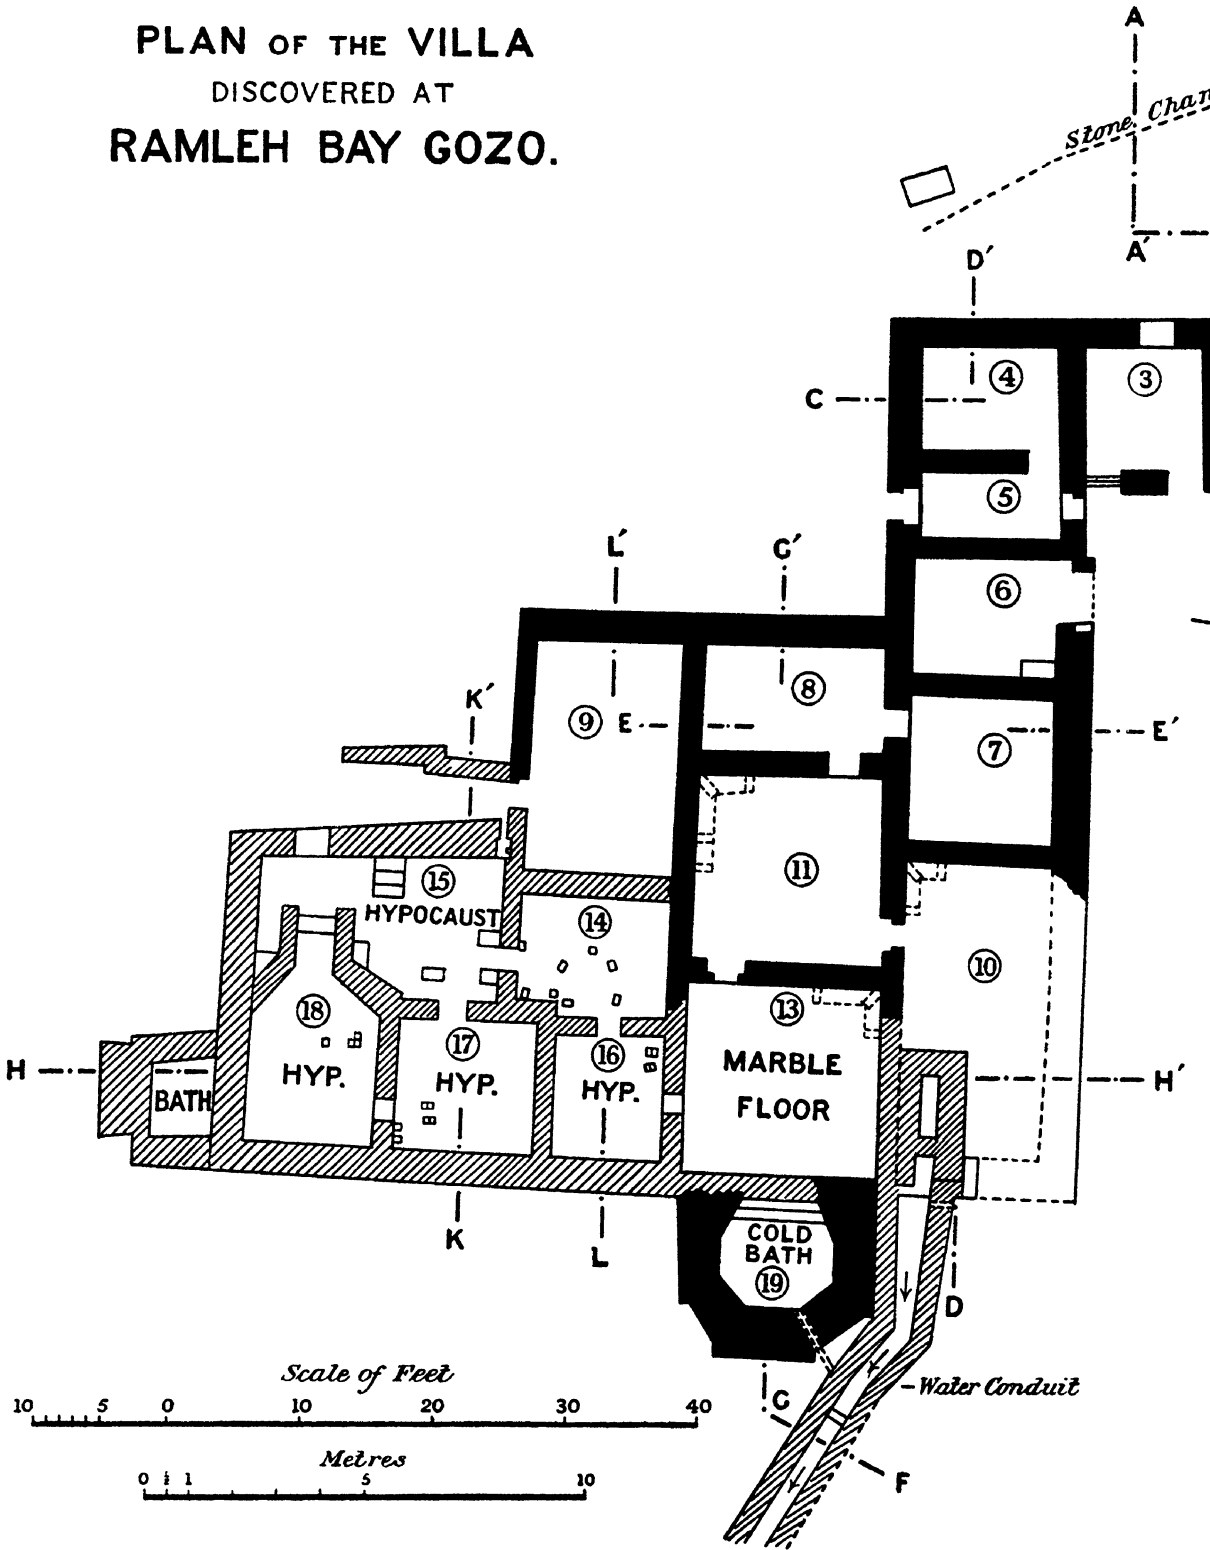 PLAN OF THE VILLA
DISCOVERED AT
RAMLEH BAY GOZO.
A
Stone
A′
D′
C
④
③
⑤
⑥
L′
G′
⑧
K′
⑨
E
⑦
E′
⑮
HYPOCAUST
⑭
⑪
⑩
⑱
HYP.
⑰
HYP.
⑯
HYP.
⑬
MARBLE
FLOOR
H
BATH
H′
K
L
COLD
BATH
⑲
D
Water Conduit
G
F
Scale of Feet
10 5 0 10 20 30 40
Metres
0 ½ 1 5 10